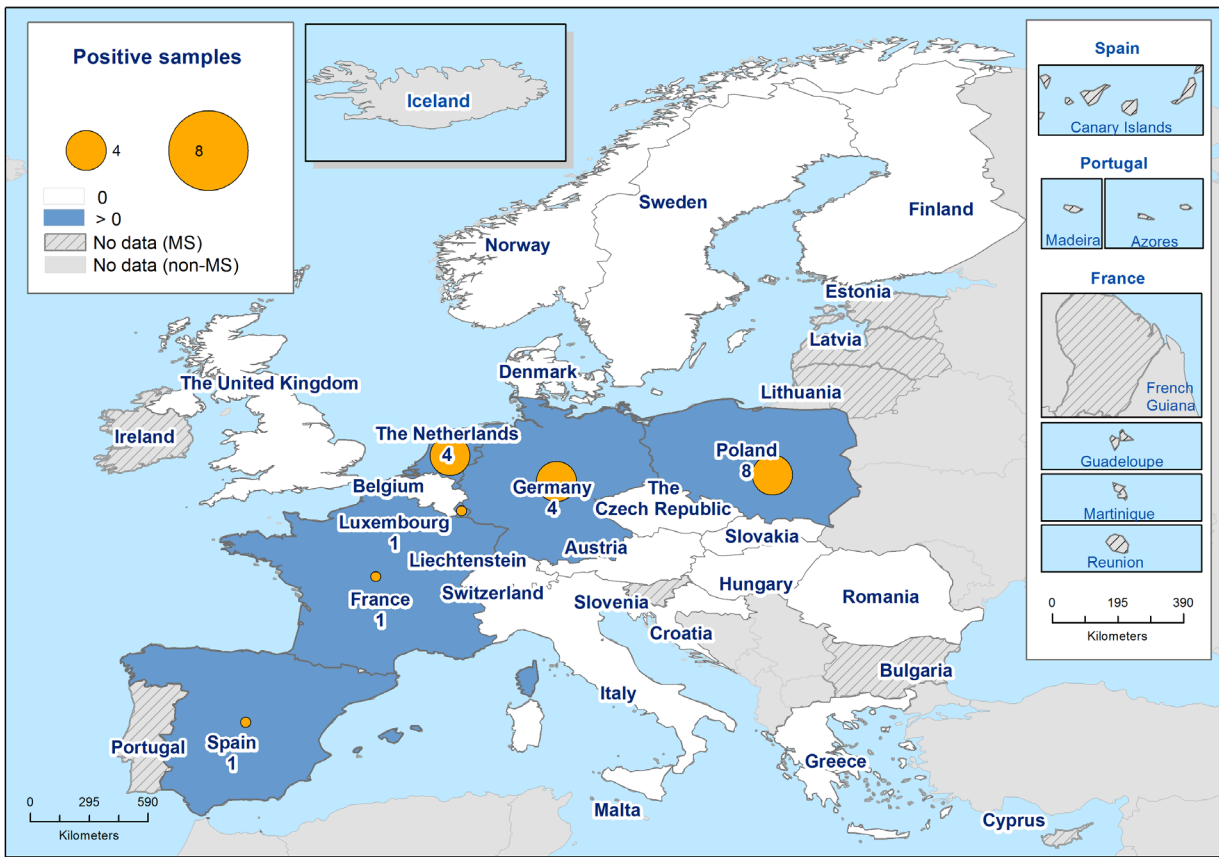 Positive samples
4
8
0
> 0
No data (MS)
No data (non-MS)
Iceland
Spain
Canary Islands
Portugal
Madeira
Azores
France
French
Guiana
Guadeloupe
Martinique
Reunion
0 195 390
Kilometers
Sweden
Finland
Norway
Estonia
Latvia
Denmark
The United Kingdom
Lithuania
Ireland
The Netherlands
4
Poland
8
Belgium
Germany
4
The
Czech Republic
Luxembourg
1
Slovakia
Austria
Liechtenstein
Hungary
Switzerland
France
1
Slovenia
Romania
Croatia
Bulgaria
Italy
Portugal
Spain
1
Greece
Malta
Cyprus
0 295 590
Kilometers